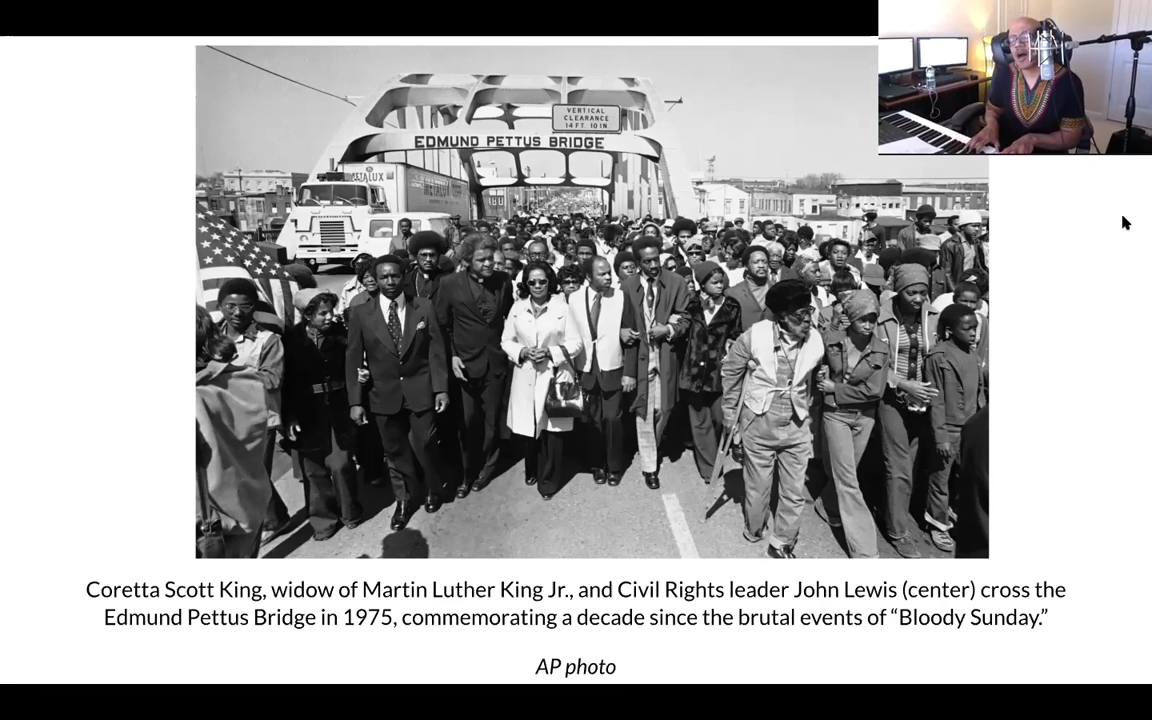 VERTICAL
CLEARANCE
14 FT. 10 IN.
EDMUND PETTUS BRIDGE
Coretta Scott King, widow of Martin Luther King Jr., and Civil Rights leader John Lewis (center) cross the
Edmund Pettus Bridge in 1975, commemorating a decade since the brutal events of “Bloody Sunday.”
AP photo